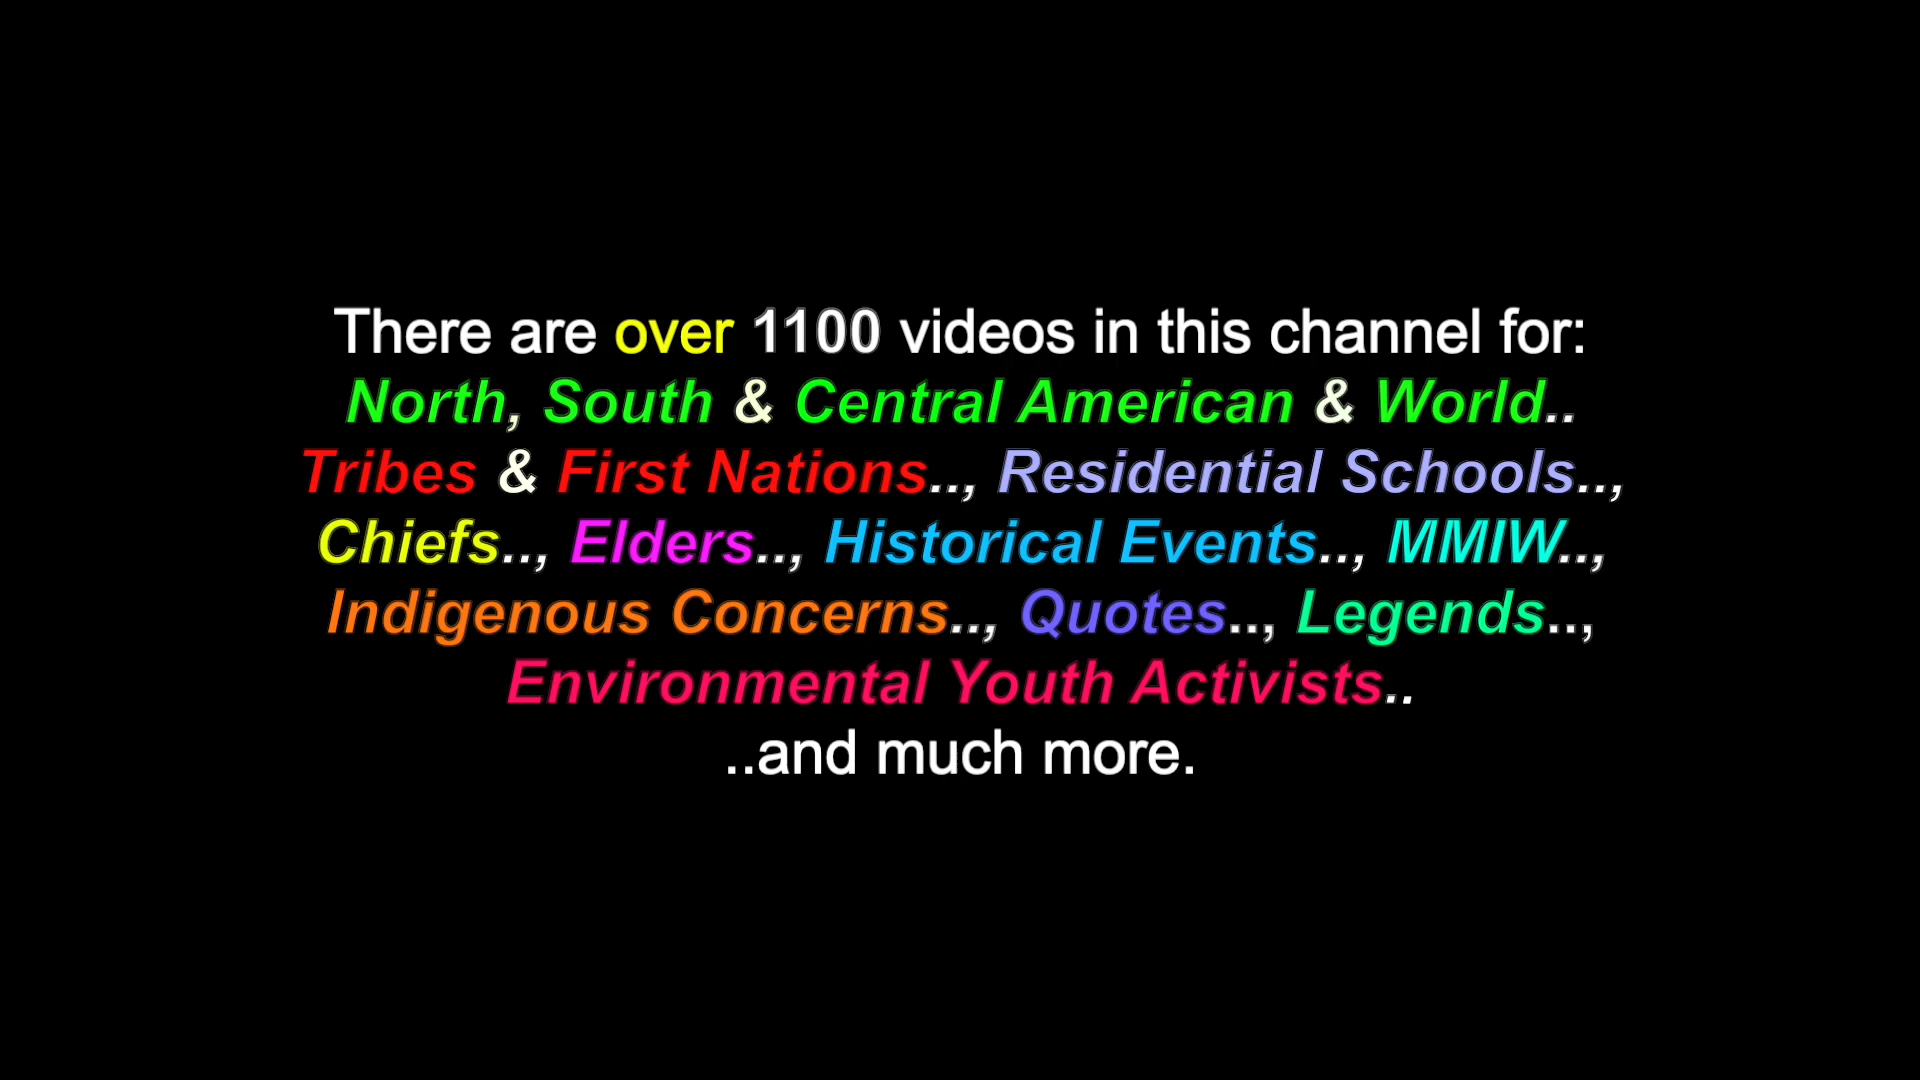 There are over 1100 videos in this channel for:
North, South & Central American & World..
Tribes & First Nations.., Residential Schools..,
Chiefs.., Elders.., Historical Events.., MMIW..,
Indigenous Concerns.., Quotes.., Legends..,
Environmental Youth Activists..
..and much more.